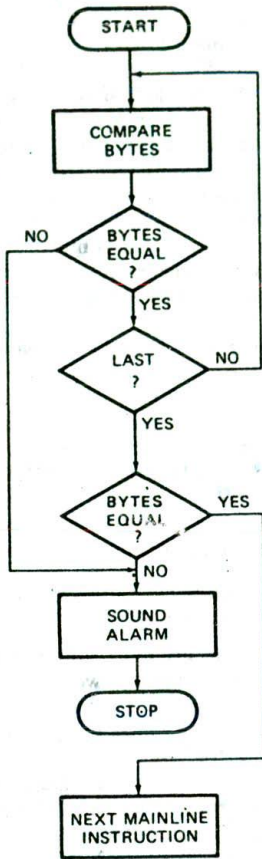 START
COMPARE
BYTES
NO
BYTES
EQUAL
?
YES
LAST
?
NO
YES
BYTES
EQUAL
?
YES
NO
SOUND
ALARM
STOP
NEXT MAINLINE
INSTRUCTION